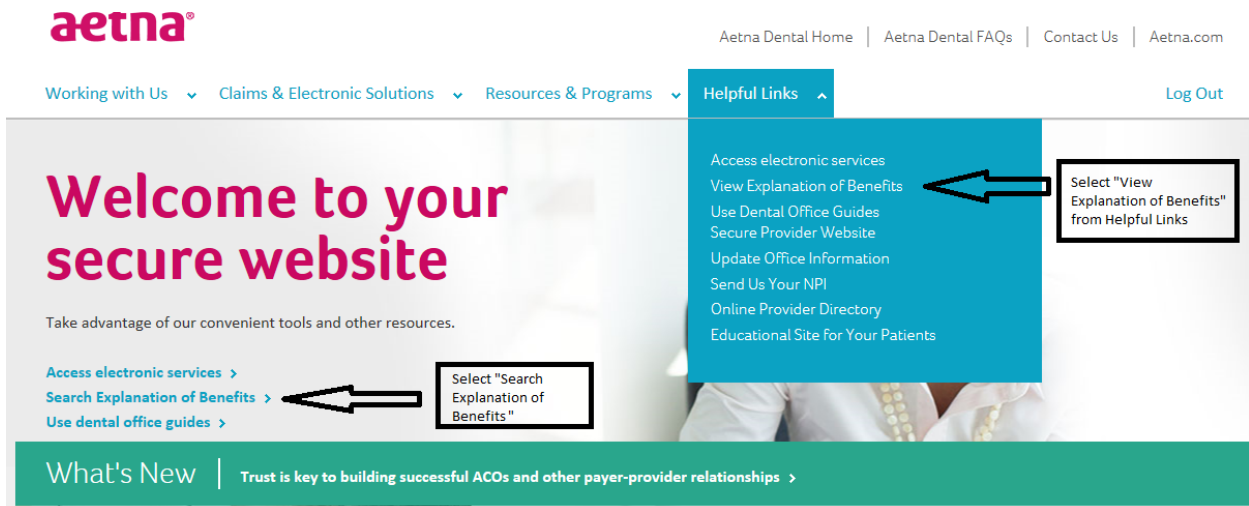 aetna®
Aetna Dental Home | Aetna Dental FAQs | Contact Us | Aetna.com
Working with Us Claims & Electronic Solutions Resources & Programs Helpful Links Log Out
Welcome to your
secure website
Take advantage of our convenient tools and other resources.
Access electronic services >
Search Explanation of Benefits >
Use dental office guides >
Select "Search
Explanation of
Benefits"
Access electronic services
View Explanation of Benefits
Use Dental Office Guides
Secure Provider Website
Update Office Information
Send Us Your NPI
Online Provider Directory
Educational Site for Your Patients
Select "View
Explanation of Benefits"
from Helpful Links
What's New | Trust is key to building successful ACOs and other payer-provider relationships >